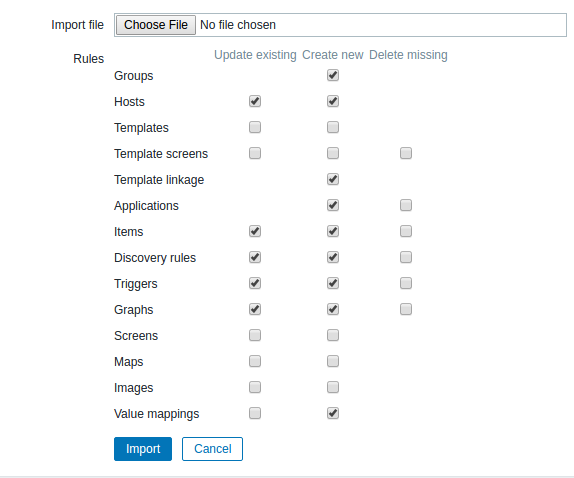 Import file Choose File No file chosen
Rules Update existing Create new Delete missing
Groups
Hosts
Templates
Template screens
Template linkage
Applications
Items
Discovery rules
Triggers
Graphs
Screens
Maps
Images
Value mappings
Import Cancel